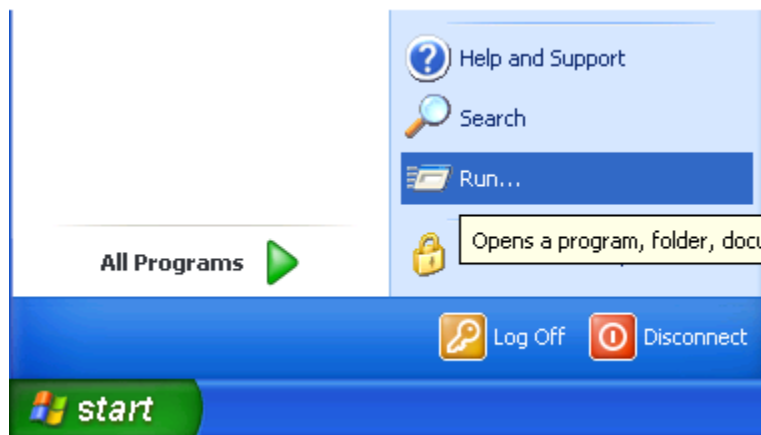 Help and Support
Search
Run...
Opens a program, folder, docu
All Programs
Log Off
Disconnect
start